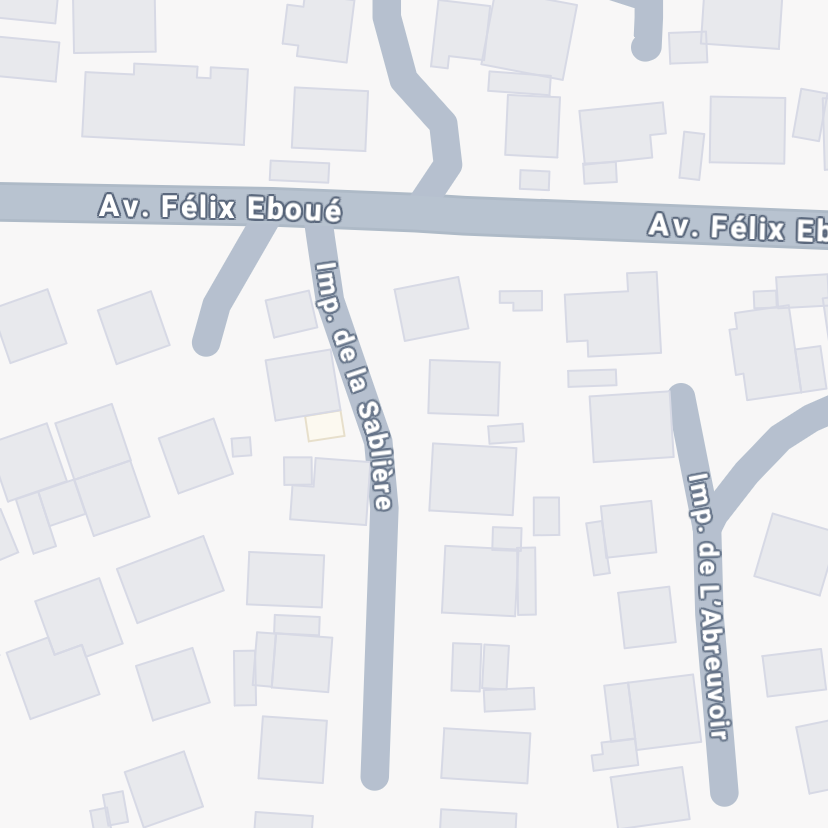 Av. Félix Eboué
Av. Félix Eb
Imp. de la Sablière
Imp. de L'Abreuvoir